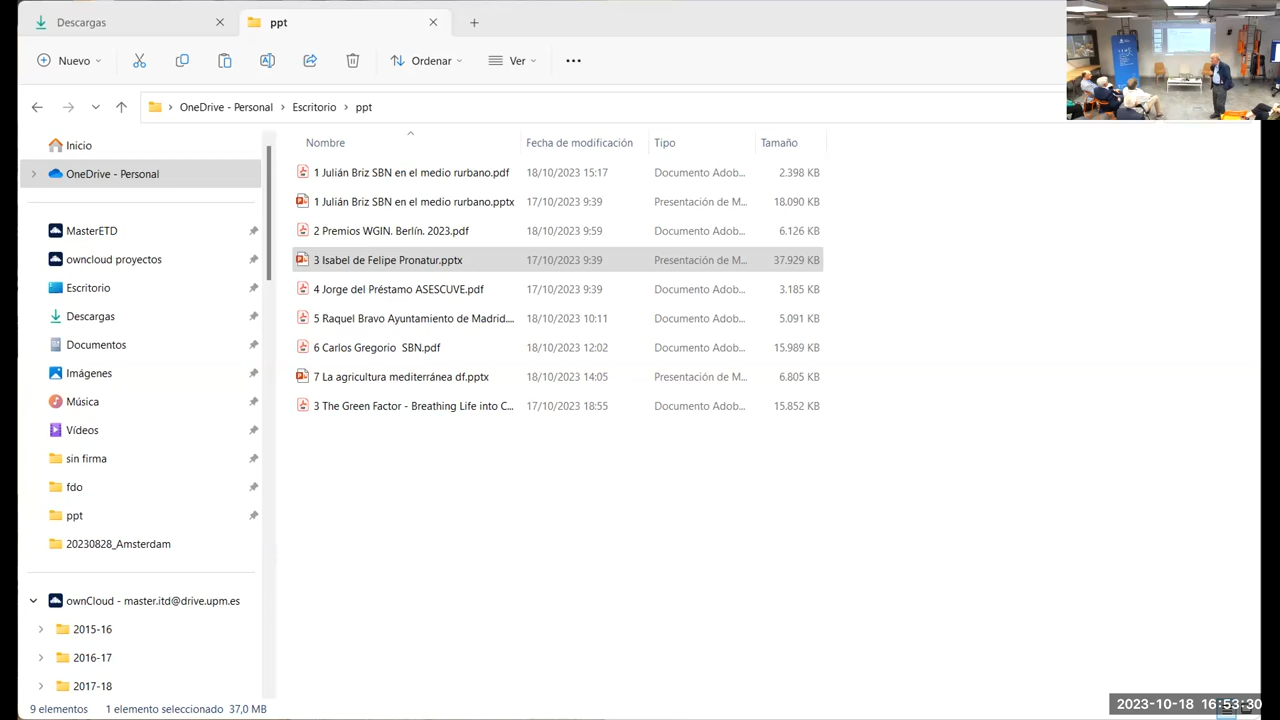 Descargas
ppt
Nuevo
Ordenar
Ver
OneDrive - Personal
Escritorio
ppt
Inicio
OneDrive - Personal
MasterETD
owncloud proyectos
Escritorio
Descargas
Documentos
Imágenes
Música
Vídeos
sin firma
fdo
ppt
20230828_Amsterdam
ownCloud - master.itd@drive.upm.es
2015-16
2016-17
2017-18
Nombre Fecha de modificación Tipo Tamaño
1 Julián Briz SBN en el medio rurbano.pdf 18/10/2023 15:17 Documento Adob... 2.398 KB
1 Julián Briz SBN en el medio rurbano.pptx 17/10/2023 9:39 Presentación de M... 18.090 KB
2 Premios WGIN. Berlín. 2023.pdf 18/10/2023 9:59 Documento Adob... 6.126 KB
3 Isabel de Felipe Pronatur.pptx 17/10/2023 9:39 Presentación de M... 37.929 KB
4 Jorge del Préstamo ASESCUVE.pdf 17/10/2023 9:39 Documento Adob... 3.185 KB
5 Raquel Bravo Ayuntamiento de Madrid.... 18/10/2023 10:11 Documento Adob... 5.091 KB
6 Carlos Gregorio  SBN.pdf 18/10/2023 12:02 Documento Adob... 15.989 KB
7 La agricultura mediterránea df.pptx 18/10/2023 14:05 Presentación de M... 6.805 KB
3 The Green Factor - Breathing Life into C... 17/10/2023 18:55 Documento Adob... 15.852 KB
9 elementos 1 elemento seleccionado 37,0 MB
2023-10-18 16:53:30